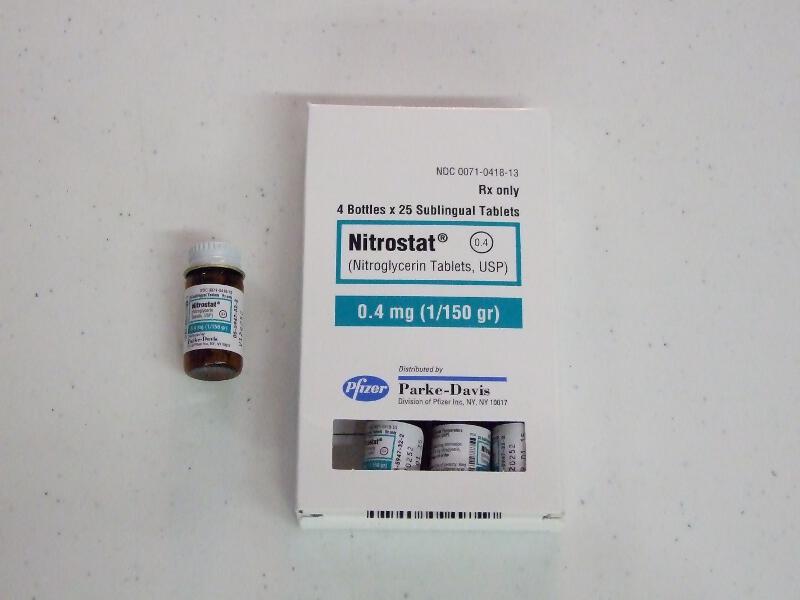 NDC 0071-0418-13
Rx only
4 Bottles x 25 Sublingual Tablets
Nitrostat® 0.4
(Nitroglycerin Tablets, USP)
0.4 mg (1/150 gr)
Distributed by
Pfizer Parke-Davis
Division of Pfizer Inc, NY, NY 10017
Nitrostat®
Nitrostat®
0.4 mg (1/150 gr)
Parke-Davis